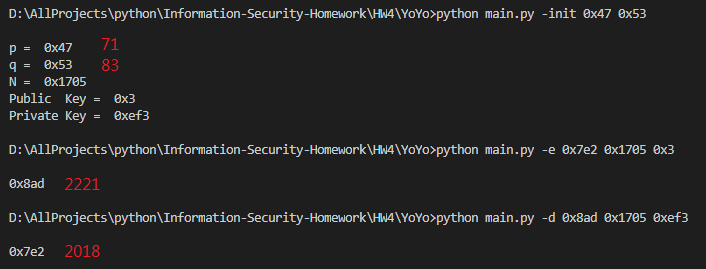 D:\AllProjects\python\Information-Security-Homework\HW4\YoYo>python main.py -init 0x47 0x53
p = 0x47 71
q = 0x53 83
N = 0x1705
Public Key = 0x3
Private Key = 0xef3
D:\AllProjects\python\Information-Security-Homework\HW4\YoYo>python main.py -e 0x7e2 0x1705 0x3
0x8ad 2221
D:\AllProjects\python\Information-Security-Homework\HW4\YoYo>python main.py -d 0x8ad 0x1705 0xef3
0x7e2 2018